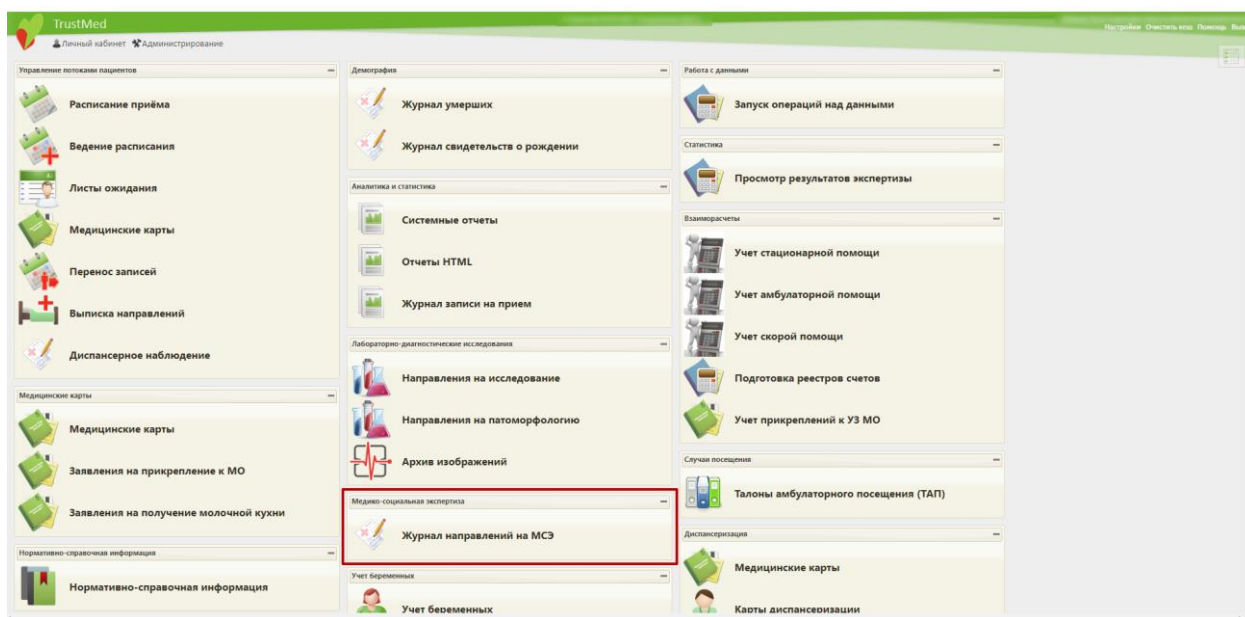 TrustMed
Настройки Очистить кеш Помощь
Личный кабинет Администрирование
Управление потоками пациентов
Расписание приёма
Ведение расписания
Листы ожидания
Медицинские карты
Перенос записей
Выписка направлений
Диспансерное наблюдение
Медицинские карты
Медицинские карты
Заявления на прикрепление к МО
Заявления на получение молочной кухни
Нормативно-справочная информация
Нормативно-справочная информация
Демография
Журнал умерших
Журнал свидетельств о рождении
Аналитика и статистика
Системные отчеты
Отчеты HTML
Журнал записи на прием
Лабораторно-диагностические исследования
Направления на исследование
Направления на патоморфологию
Архив изображений
Медико-социальная экспертиза
Журнал направлений на МСЭ
Учет беременных
Учет беременных
Работа с данными
Запуск операций над данными
Статистика
Просмотр результатов экспертизы
Взаиморасчеты
Учет стационарной помощи
Учет амбулаторной помощи
Учет скорой помощи
Подготовка реестров счетов
Учет прикреплений к УЗ МО
Случаи посещения
Талоны амбулаторного посещения (ТАП)
Диспансеризация
Медицинские карты
Карты диспансеризации